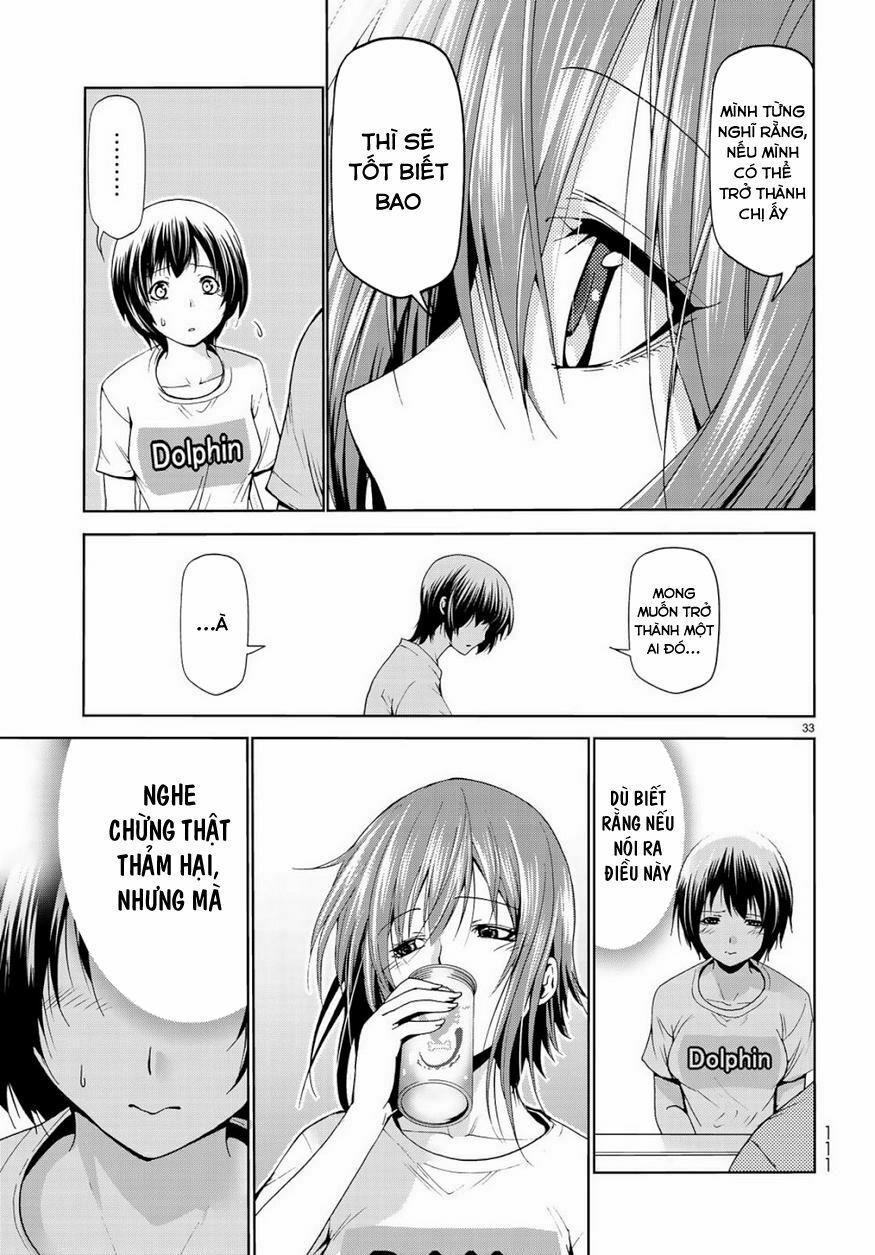 MÌNH TỪNG
NGHĨ RẰNG,
NẾU MÌNH
CÓ THỂ
TRỞ THÀNH
CHỊ ẤY
THÌ SẼ
TỐT BIẾT
BAO
........
Dolphin
MONG
MUỐN TRỞ
THÀNH MỘT
AI ĐÓ...
...À
33
DÙ BIẾT
RẰNG NẾU
NÓI RA
ĐIỀU NÀY
Dolphin
NGHE
CHỪNG THẬT
THẢM HẠI,
NHƯNG MÀ
111